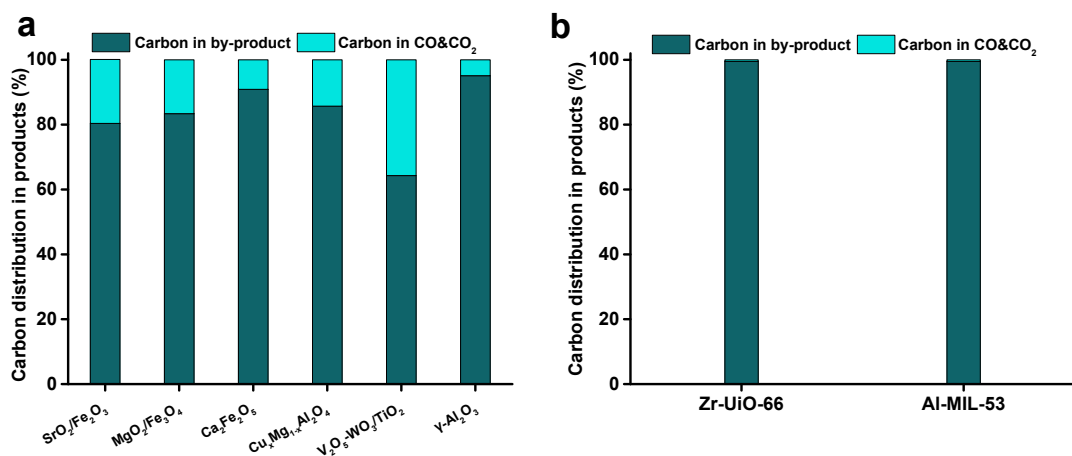 a
Carbon in by-product Carbon in CO&CO₂
Carbon distribution in products (%)
100
80
60
40
20
0
SrO₂/Fe₂O₃
MgO₂/Fe₃O₄
Ca₂Fe₂O₅
CuₓMg₁₋ₓAl₂O₄
V₂O₅-WO₃/TiO₂
γ-Al₂O₃
b
Carbon in by-product Carbon in CO&CO₂
Carbon distribution in products (%)
100
80
60
40
20
0
Zr-UiO-66
Al-MIL-53